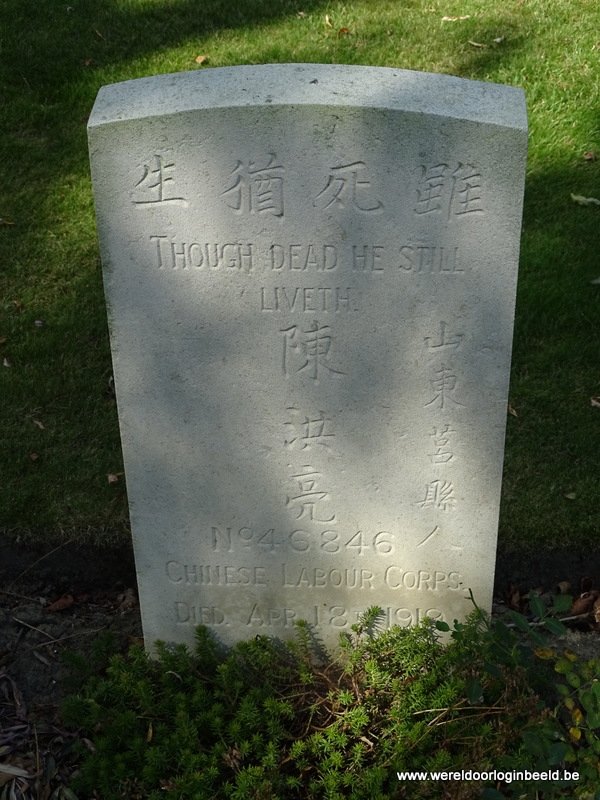 雖死猶生
THOUGH DEAD HE STILL
LIVETH.
山東莒縣人
陳洪亮
No 46846
CHINESE LABOUR CORPS.
DIED. APR. 18TH 1918.
www.wereldoorloginbeeld.be